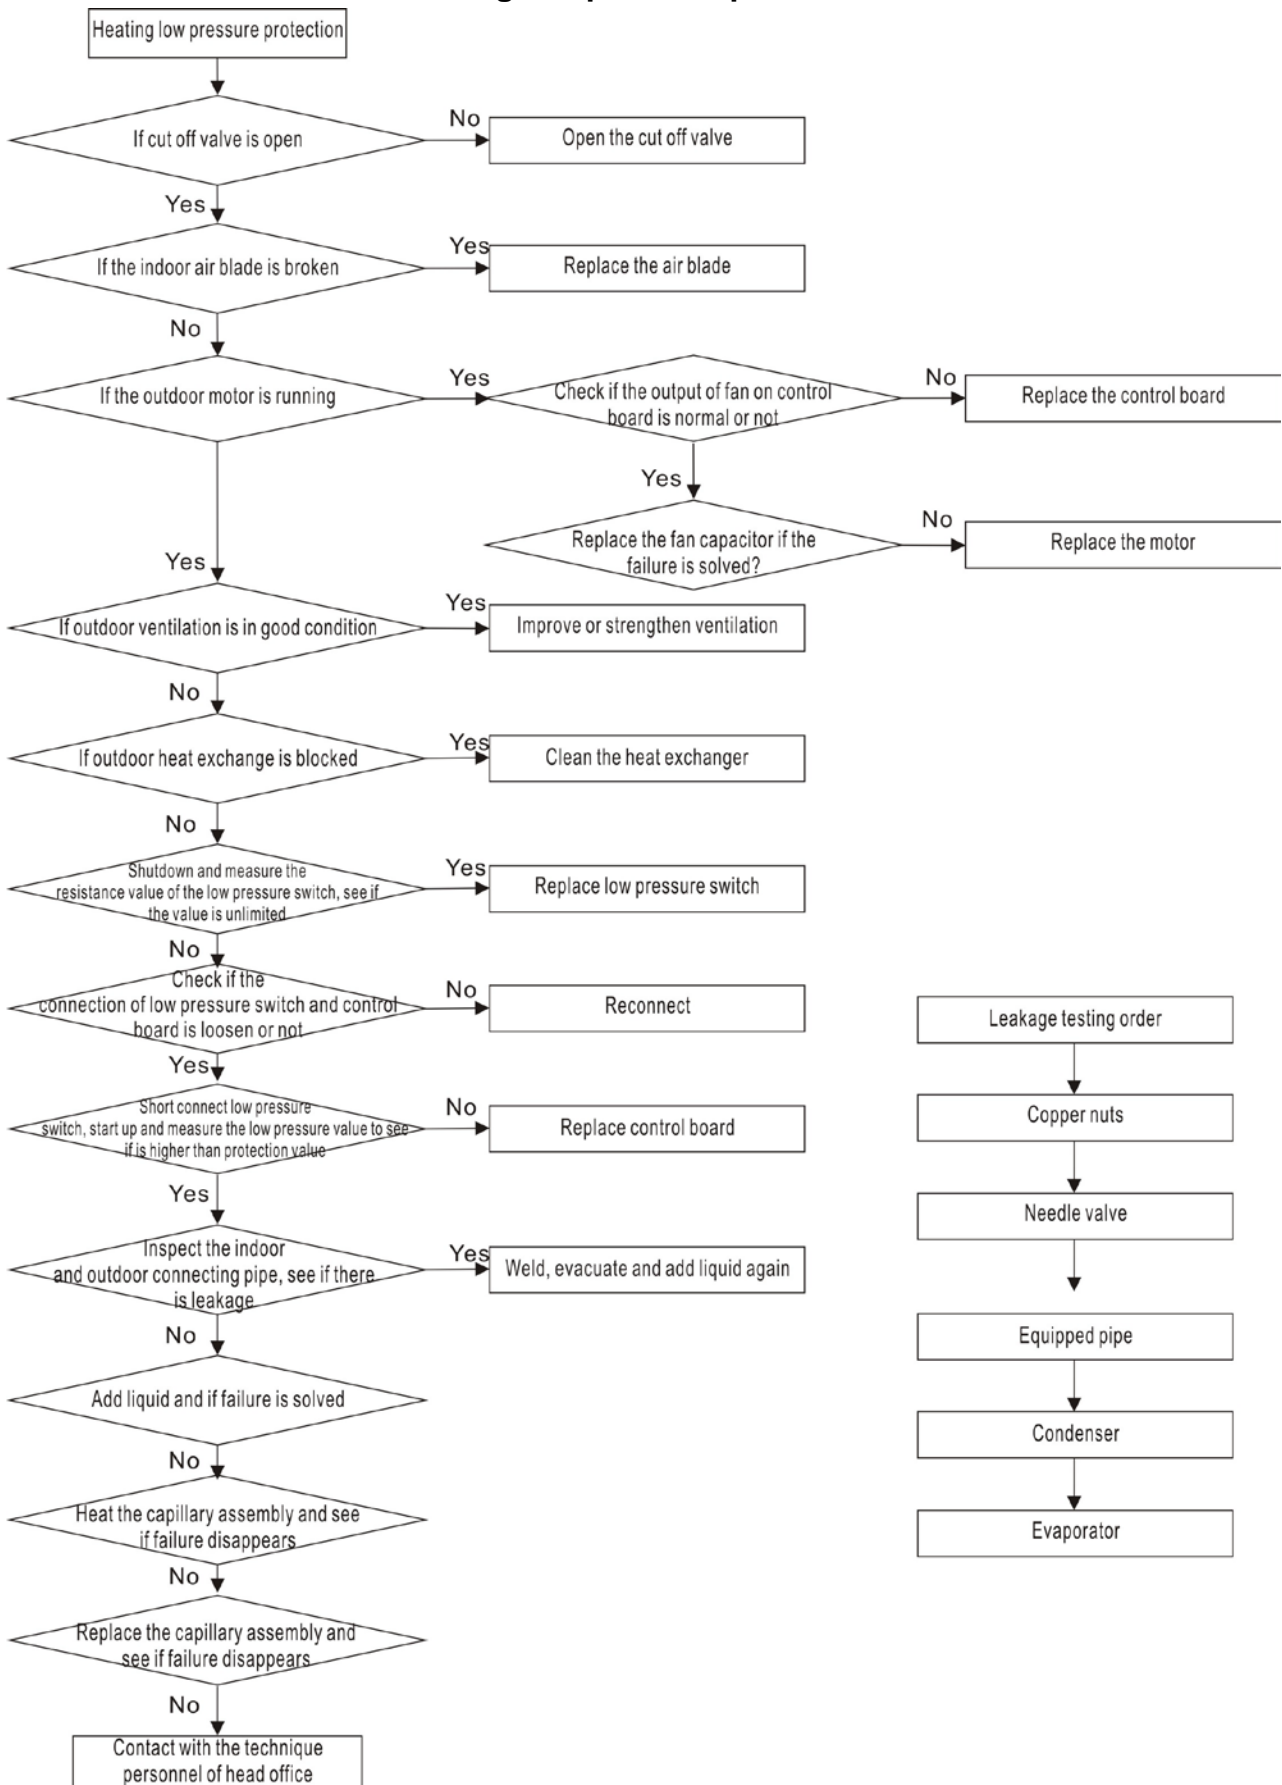 Heating low pressure protection
If cut off valve is open
No
Open the cut off valve
Yes
If the indoor air blade is broken
Yes
Replace the air blade
No
If the outdoor motor is running
Yes
Check if the output of fan on control
board is normal or not
No
Replace the control board
Yes
Replace the fan capacitor if the
failure is solved?
No
Replace the motor
Yes
If outdoor ventilation is in good condition
Yes
Improve or strengthen ventilation
No
If outdoor heat exchange is blocked
Yes
Clean the heat exchanger
No
Shutdown and measure the
resistance value of the low pressure switch, see if
the value is unlimited
Yes
Replace low pressure switch
No
Check if the
connection of low pressure switch and control
board is loosen or not
No
Reconnect
Yes
Short connect low pressure
switch, start up and measure the low pressure value to see
if is higher than protection value
No
Replace control board
Yes
Inspect the indoor
and outdoor connecting pipe, see if there
is leakage
Yes
Weld, evacuate and add liquid again
No
Add liquid and if failure is solved
No
Heat the capillary assembly and see
if failure disappears
No
Replace the capillary assembly and
see if failure disappears
No
Contact with the technique
personnel of head office
Leakage testing order
Copper nuts
Needle valve
Equipped pipe
Condenser
Evaporator